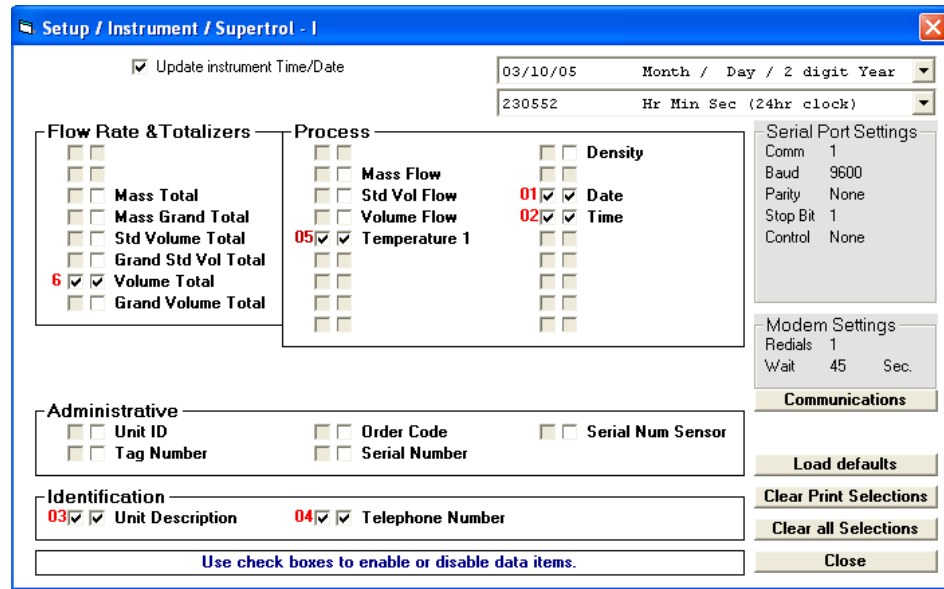 Setup / Instrument / Supertrol - I
Update instrument Time/Date
03/10/05 Month / Day / 2 digit Year
230552 Hr Min Sec (24hr clock)
Flow Rate &Totalizers
Mass Total
Mass Grand Total
Std Volume Total
Grand Std Vol Total
6 Volume Total
Grand Volume Total
Process
Mass Flow
Std Vol Flow
Volume Flow
05 Temperature 1
Density
01 Date
02 Time
Serial Port Settings
Comm 1
Baud 9600
Parity None
Stop Bit 1
Control None
Modem Settings
Redials 1
Wait 45 Sec.
Communications
Administrative
Unit ID
Tag Number
Order Code
Serial Number
Serial Num Sensor
Identification
03 Unit Description
04 Telephone Number
Load defaults
Clear Print Selections
Clear all Selections
Close
Use check boxes to enable or disable data items.